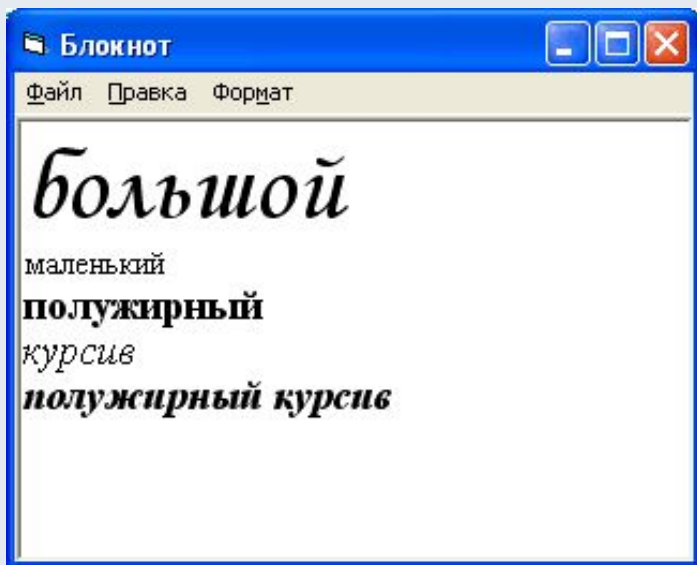 Блокнот
Файл Правка Формат
большой
маленький
полужирный
курсив
полужирный курсив